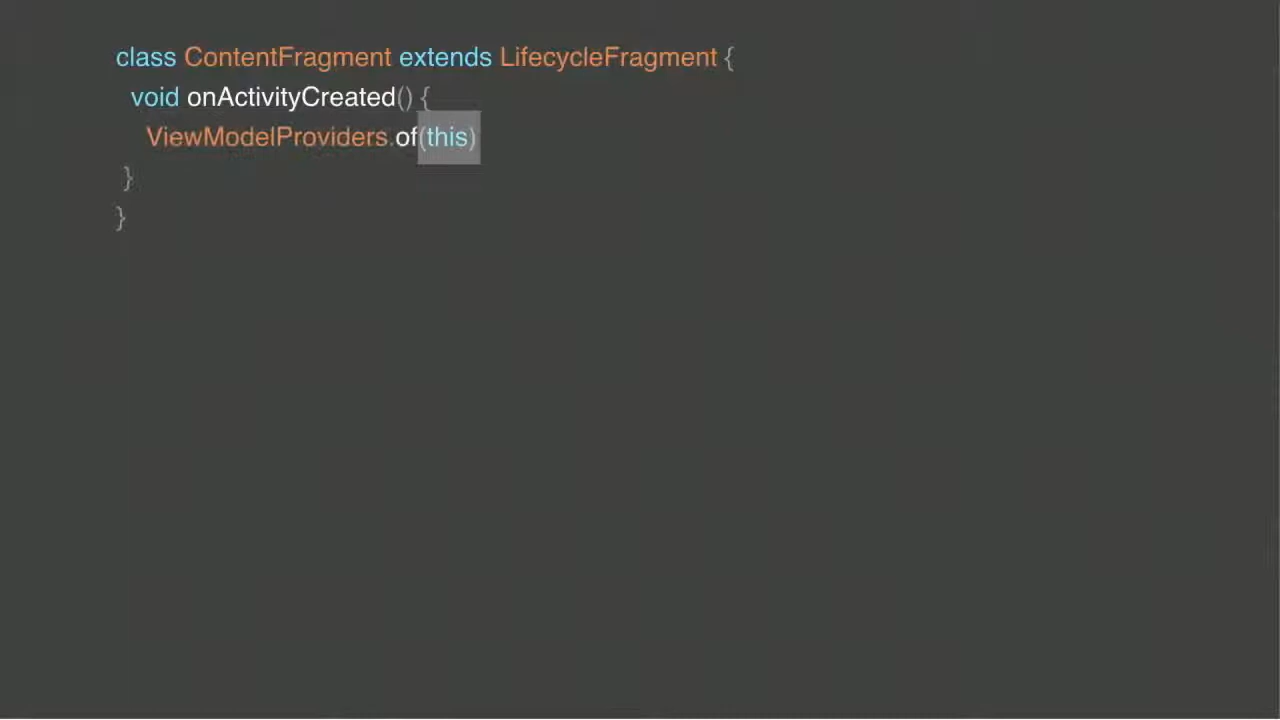 class ContentFragment extends LifecycleFragment {
void onActivityCreated() {
ViewModelProviders.of(this)
}
}